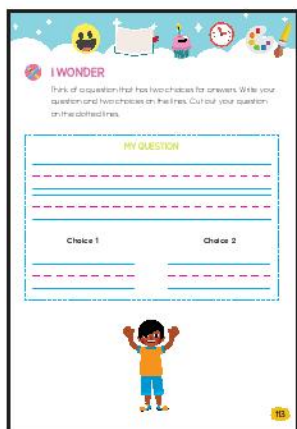 I WONDER
Think of a question that has two choices for answers. Write your
question and two choices on the lines. Cut out your question
on the dotted lines.
MY QUESTION
Choice 1 Choice 2
113